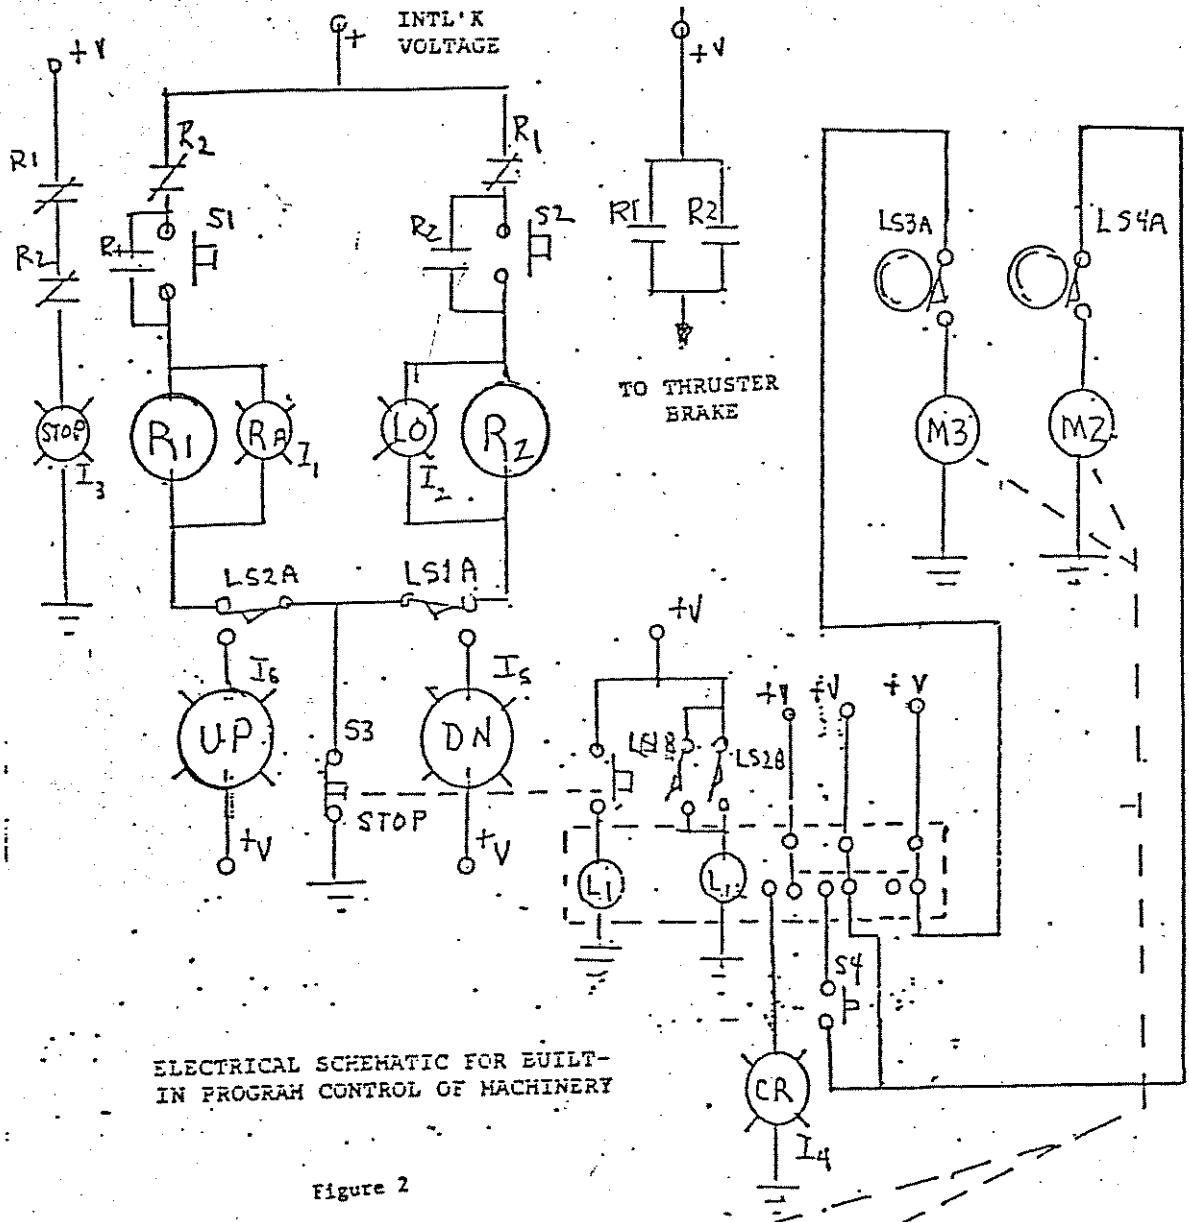 INTL'K
VOLTAGE
+V
+
+V
R1
R2
R2
S1
R1
R1
R2
S2
R1
R2
LS3A
LS4A
TO THRUSTER
BRAKE
STOP
I3
R1
RA
I1
LO
I2
R2
M3
M2
LS2A
LS1A
I6
UP
+V
S3
STOP
I5
DN
+V
+V
LS1B
LS2B
+V
+V
+V
L1
L1
S4
CR
I4
ELECTRICAL SCHEMATIC FOR BUILT-
IN PROGRAM CONTROL OF MACHINERY
Figure 2